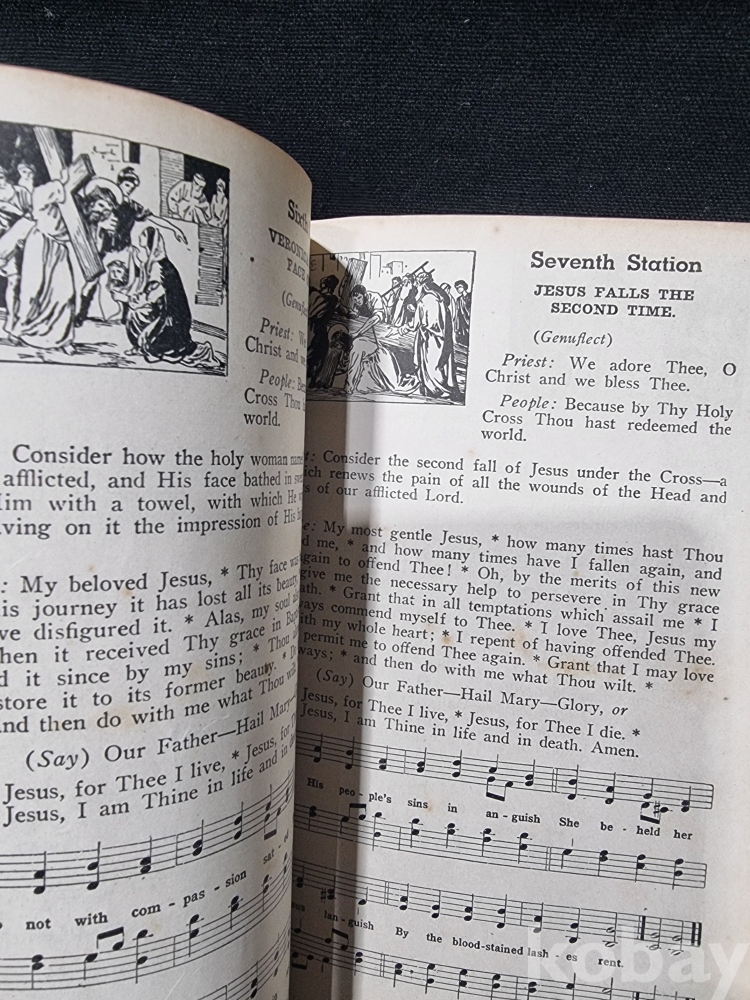 Sixth
VERONICA
FACE
(Genuflect
Priest: We
Christ and we
People: Because
Cross Thou
world.
Consider how the holy woman
afflicted, and His face bathed in
Him with a towel, with which He
on it the impression of His
My beloved Jesus, * Thy face was
journey it has lost all its beauty,
disfigured it. * Alas, my soul
when it received Thy grace in
it since by my sins; * Thou
store it to its former beauty. *
and then do with me what Thou wilt
(Say) Our Father—Hail Mary
Jesus, for Thee I live, * Jesus, for
Jesus, I am Thine in life and in
not with com - pas - sion
Seventh Station
JESUS FALLS THE
SECOND TIME.
(Genuflect)
Priest: We adore Thee, O
Christ and we bless Thee.
People: Because by Thy Holy
Cross Thou hast redeemed the
world.
Consider the second fall of Jesus under the Cross—a
which renews the pain of all the wounds of the Head and
of our afflicted Lord.
My most gentle Jesus, * how many times hast Thou
me, * and how many times have I fallen again, and
again to offend Thee! * Oh, by the merits of this new
give me the necessary help to persevere in Thy grace
* Grant that in all temptations which assail me * I
commend myself to Thee. * I love Thee, Jesus my
with my whole heart; * I repent of having offended Thee.
permit me to offend Thee again. * Grant that I may love
always; * and then do with me what Thou wilt. *
(Say) Our Father—Hail Mary—Glory, or
Jesus, for Thee I live, * Jesus, for Thee I die. *
Jesus, I am Thine in life and in death. Amen.
His peo - ple's sins in an - guish She be - held her
lan - guish By the blood-stained lash - es rent.
kobay